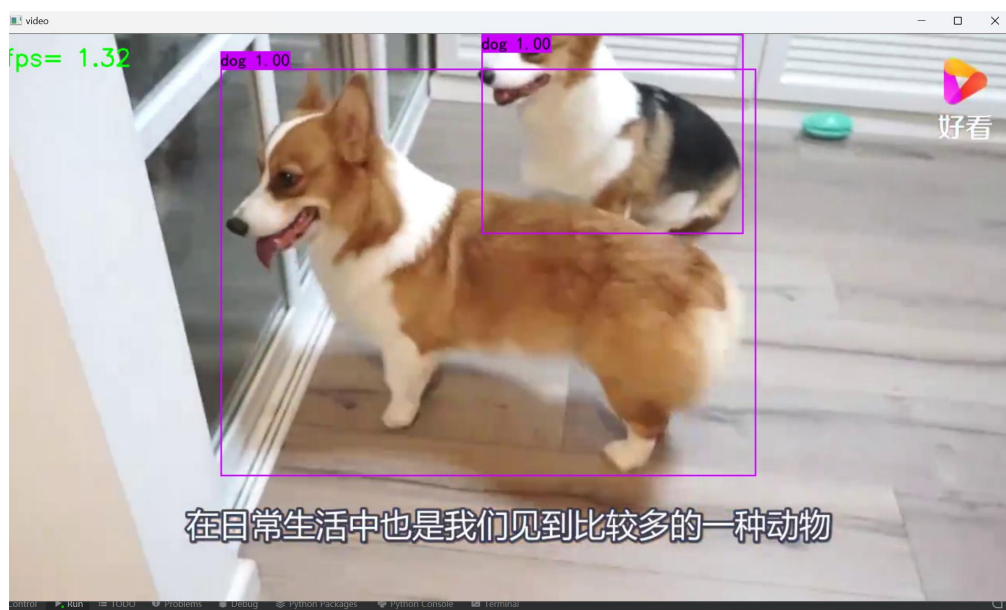 video
fps= 1.32
dog 1.00
dog 1.00
好看
在日常生活中也是我们见到比较多的一种动物
Control Run TODO Problems Debug Python Packages Python Console Terminal